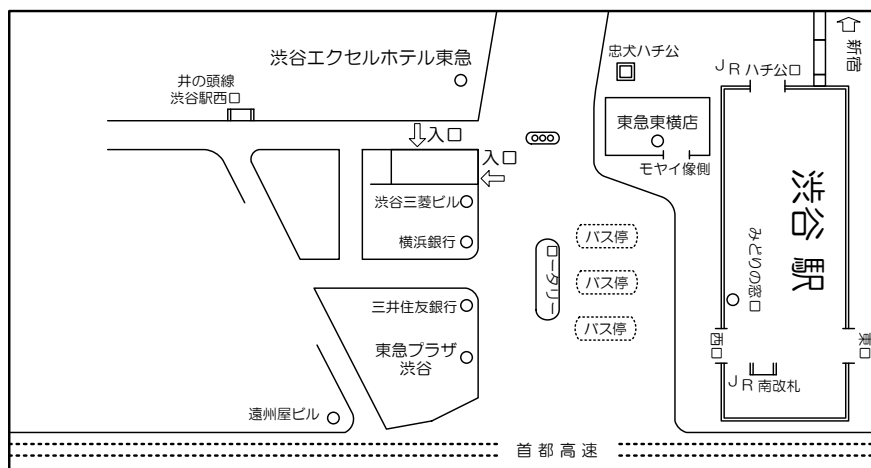 新宿
渋谷エクセルホテル東急
忠犬ハチ公
JR ハチ公口
井の頭線
渋谷駅西口
入口
東急東横店
入口
モヤイ像側
渋谷三菱ビル
渋谷駅
横浜銀行
バス停
みどりの窓口
ロータリー
バス停
三井住友銀行
バス停
東急プラザ
渋谷
西口
東口
JR 南改札
遠州屋ビル
首都高速